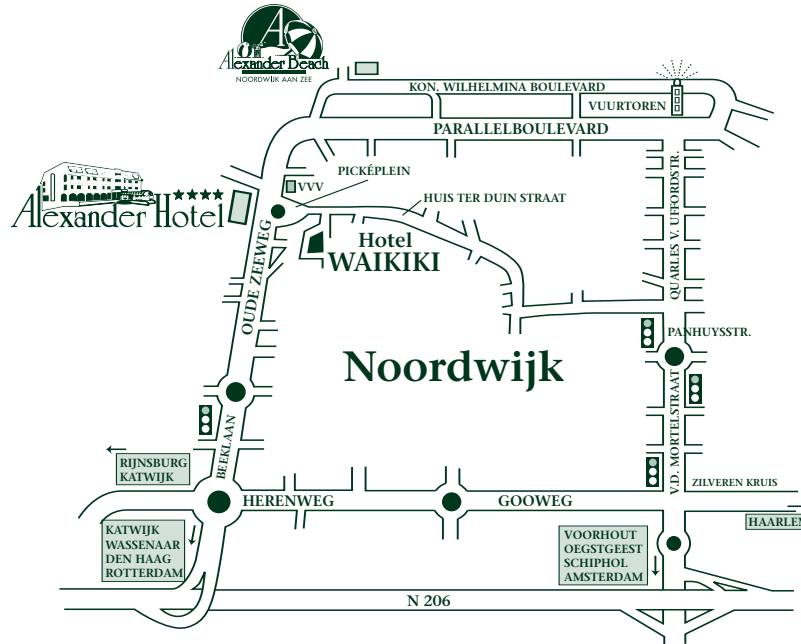 A
Alexander Beach
NOORDWIJK AAN ZEE
KON. WILHELMINA BOULEVARD
VUURTOREN
PARALLELBOULEVARD
PICKÉPLEIN
VVV
HUIS TER DUIN STRAAT
Alexander Hotel
Hotel
WAIKIKI
OUDE ZEEWEG
QUARLES V. UFFORDSTR.
PANHUYSSTR.
Noordwijk
BEEKLAAN
V.D. MORTELSTRAAT
RIJNSBURG
KATWIJK
ZILVEREN KRUIS
HERENWEG
GOOWEG
HAARLEM
KATWIJK
WASSENAAR
DEN HAAG
ROTTERDAM
VOORHOUT
OEGSTGEEST
SCHIPHOL
AMSTERDAM
N 206